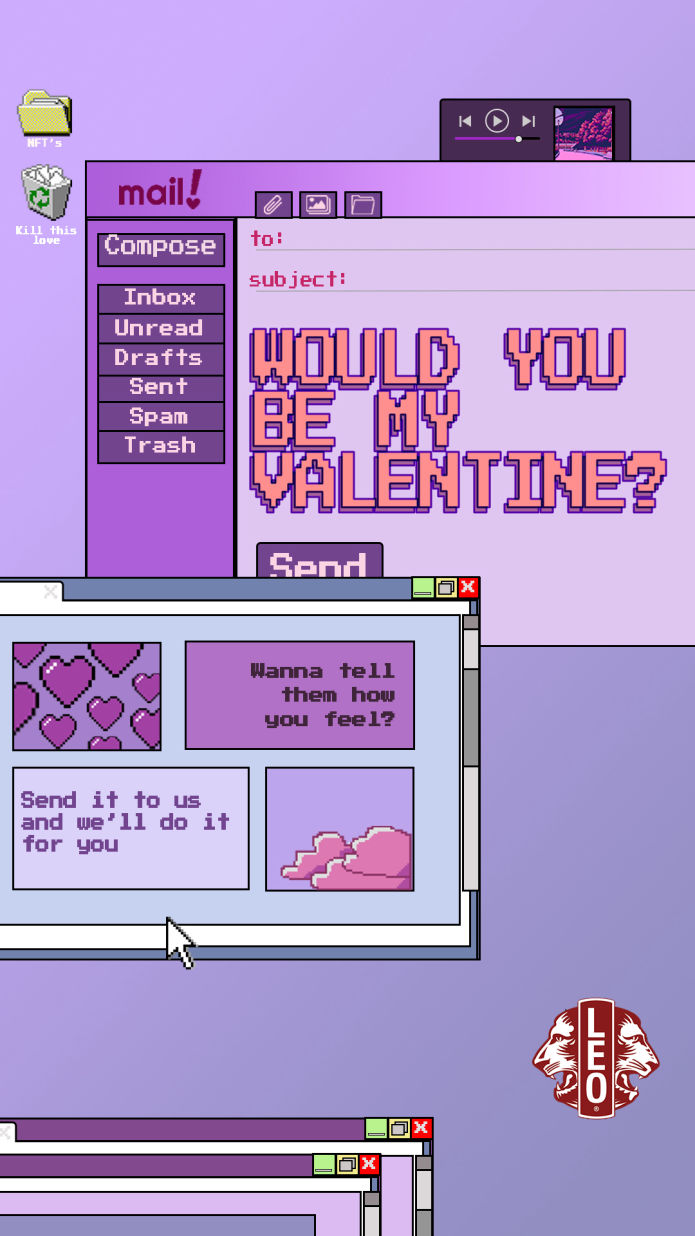 NFT's
Kill this
love
mail!
to:
subject:
Compose
Inbox
Unread
Drafts
Sent
Spam
Trash
WOULD YOU
BE MY
VALENTINE?
Send
Wanna tell
them how
you feel?
Send it to us
and we'll do it
for you
LEO
®